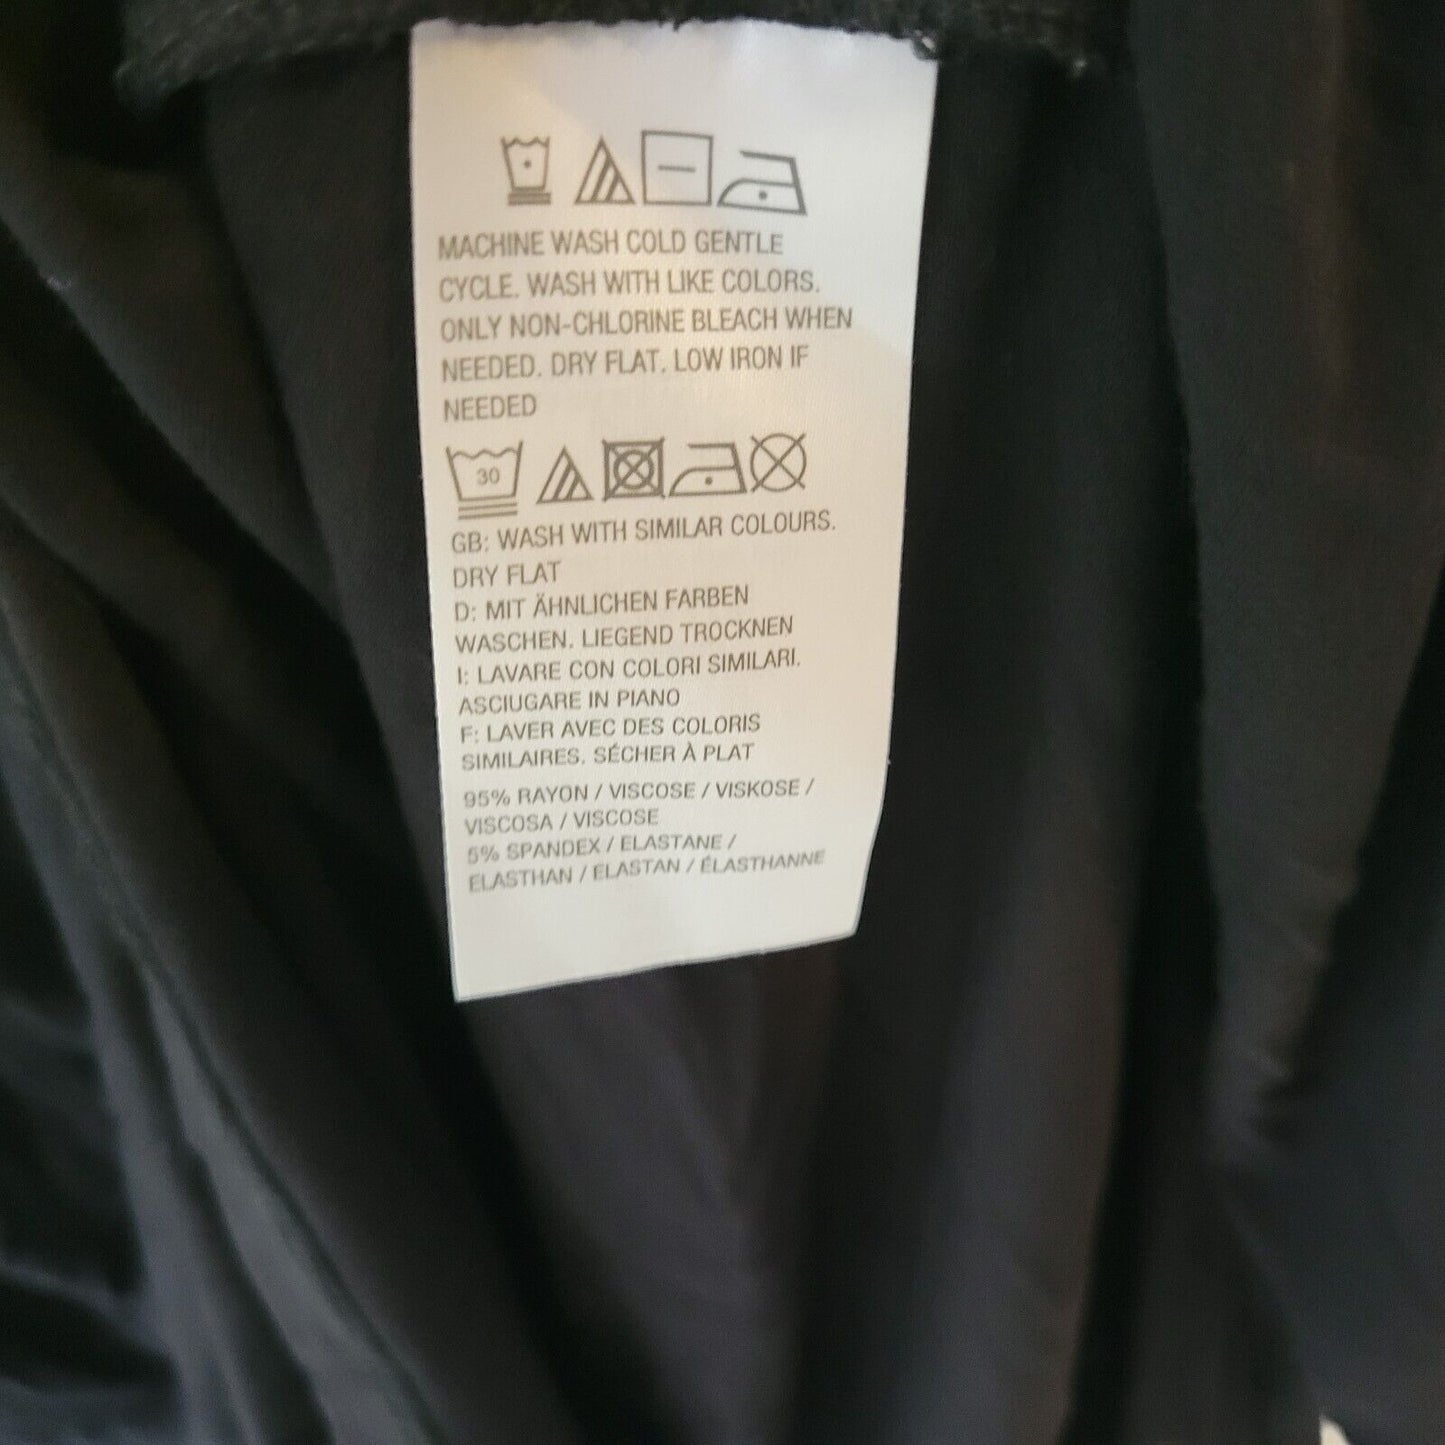 MACHINE WASH COLD GENTLE
CYCLE. WASH WITH LIKE COLORS.
ONLY NON-CHLORINE BLEACH WHEN
NEEDED. DRY FLAT. LOW IRON IF
NEEDED
30
GB: WASH WITH SIMILAR COLOURS.
DRY FLAT
D: MIT ÄHNLICHEN FARBEN
WASCHEN. LIEGEND TROCKNEN
I: LAVARE CON COLORI SIMILARI.
ASCIUGARE IN PIANO
F: LAVER AVEC DES COLORIS
SIMILAIRES. SÉCHER À PLAT
95% RAYON / VISCOSE / VISKOSE /
VISCOSA / VISCOSE
5% SPANDEX / ELASTANE /
ELASTHAN / ELASTAN / ÉLASTHANNE